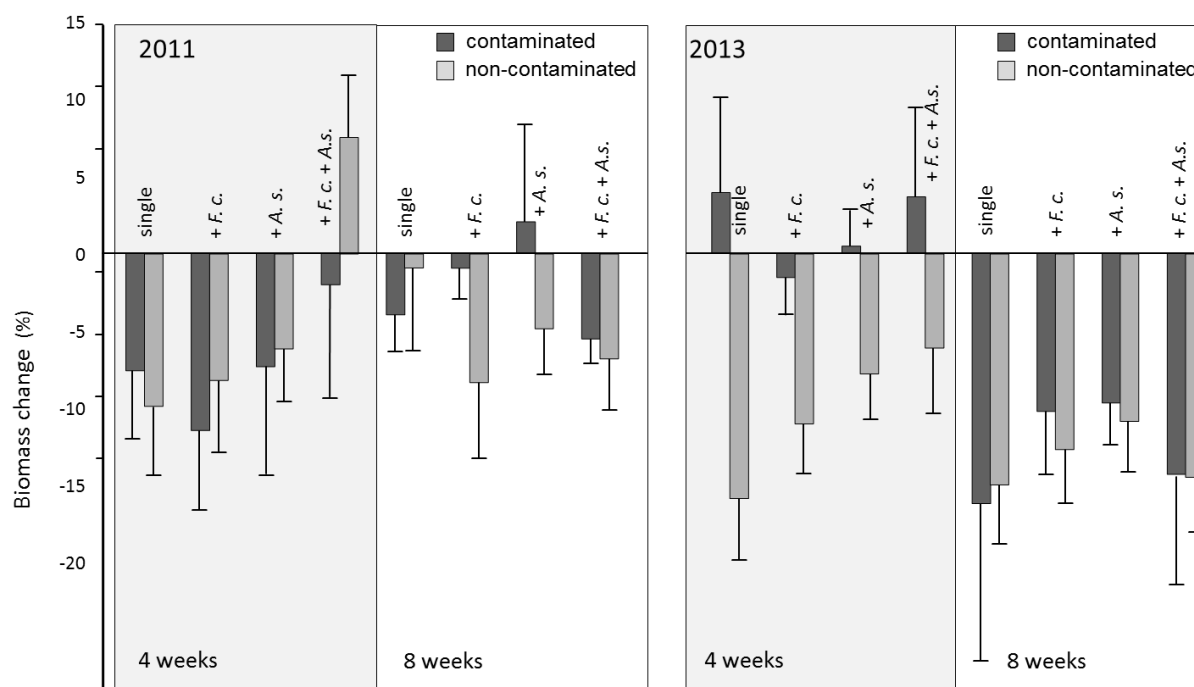 15
10
5
0
-5
-10
-15
-20
Biomass change (%)
2011
contaminated
non-contaminated
single
+ F. c.
+ A. s.
+ F. c. + A.s.
single
+ F. c.
+ A. s.
+ F. c. + A.s.
4 weeks
8 weeks
2013
contaminated
non-contaminated
single
+ F. c.
+ A. s.
+ F. c. + A.s.
single
+ F. c.
+ A. s.
+ F. c. + A.s.
4 weeks
8 weeks